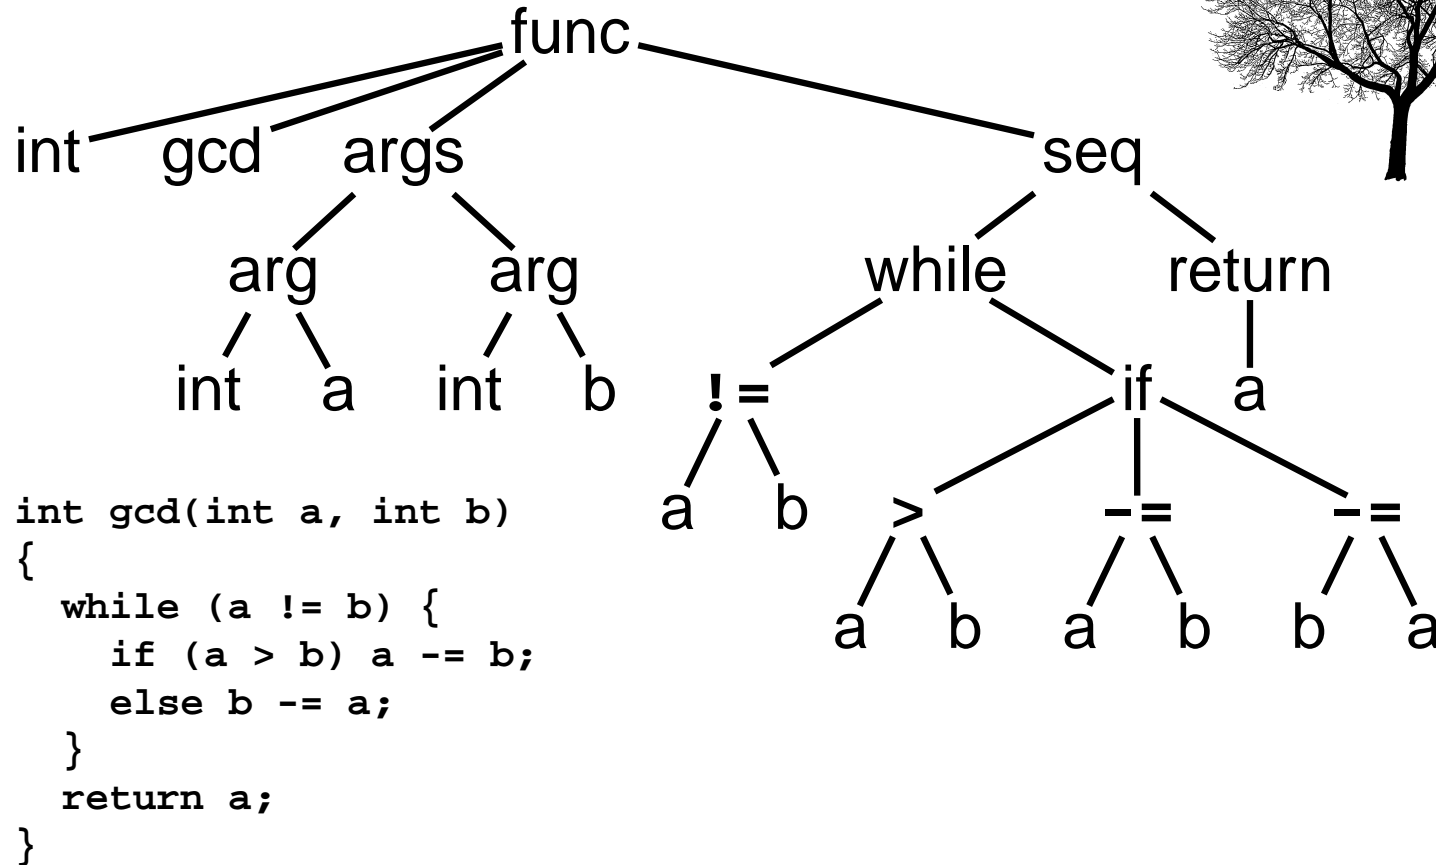 func
int gcd args seq
arg arg while return
int a int b != if a
a b > -= -=
a b a b b a
int gcd(int a, int b)
{
while (a != b) {
if (a > b) a -= b;
else b -= a;
}
return a;
}